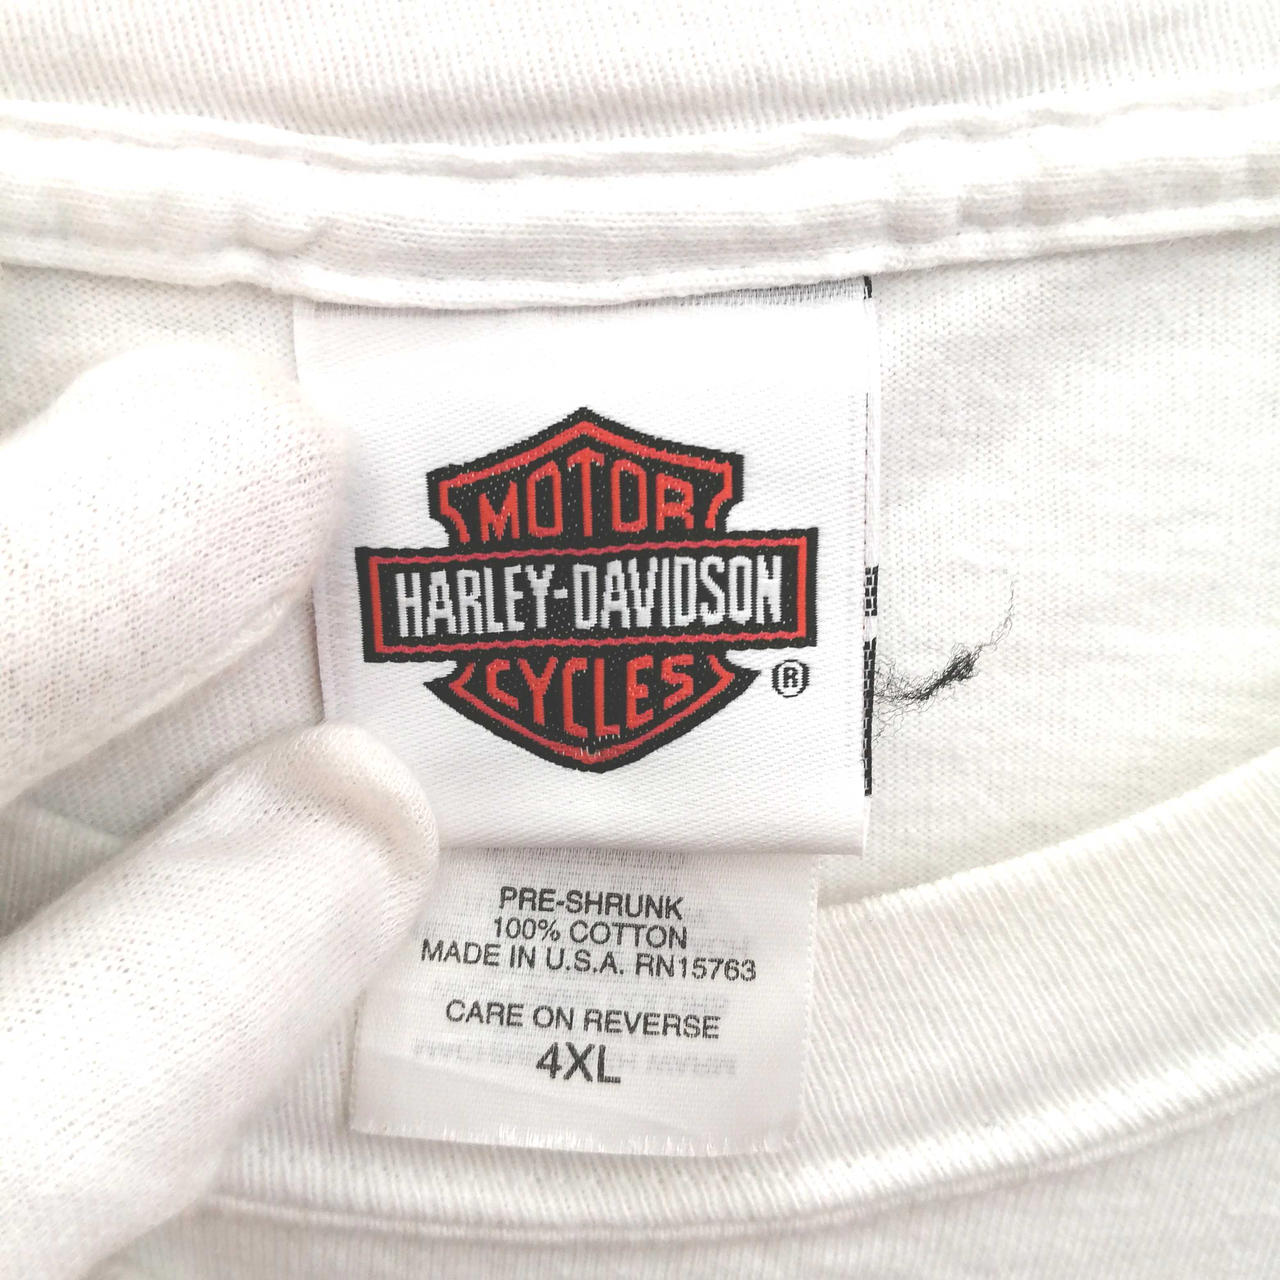 MOTOR
HARLEY-DAVIDSON
CYCLES
®
PRE-SHRUNK
100% COTTON
MADE IN U.S.A. RN15763
CARE ON REVERSE
4XL